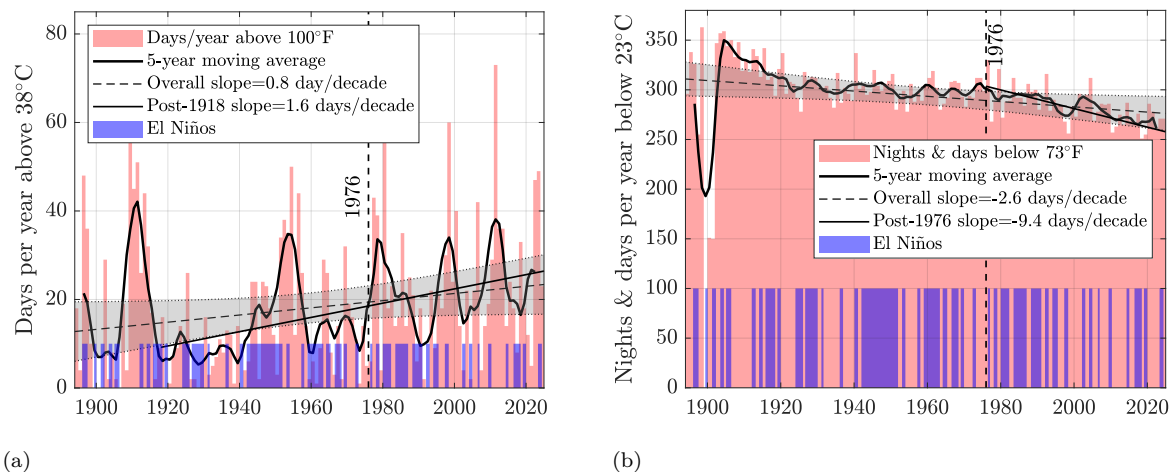 Days per year above 38°C
80
60
40
20
0
Days/year above 100°F
5-year moving average
Overall slope=0.8 day/decade
Post-1918 slope=1.6 days/decade
El Niños
1976
1900 1920 1940 1960 1980 2000 2020
(a)
Nights & days per year below 23°C
350
300
250
200
150
100
50
0
1976
Nights & days below 73°F
5-year moving average
Overall slope=-2.6 days/decade
Post-1976 slope=-9.4 days/decade
El Niños
1900 1920 1940 1960 1980 2000 2020
(b)